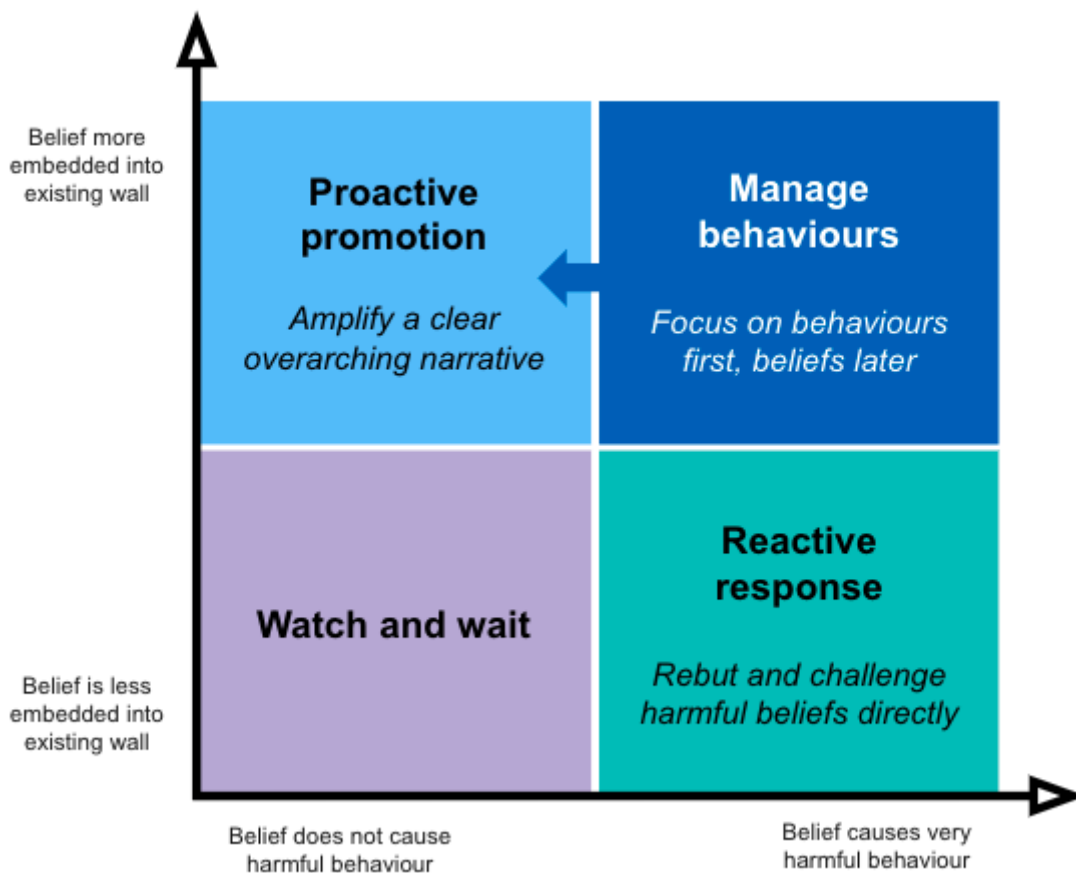 Belief more
embedded into
existing wall
Proactive
promotion
Amplify a clear
overarching narrative
Manage
behaviours
Focus on behaviours
first, beliefs later
Belief is less
embedded into
existing wall
Watch and wait
Reactive
response
Rebut and challenge
harmful beliefs directly
Belief does not cause
harmful behaviour
Belief causes very
harmful behaviour